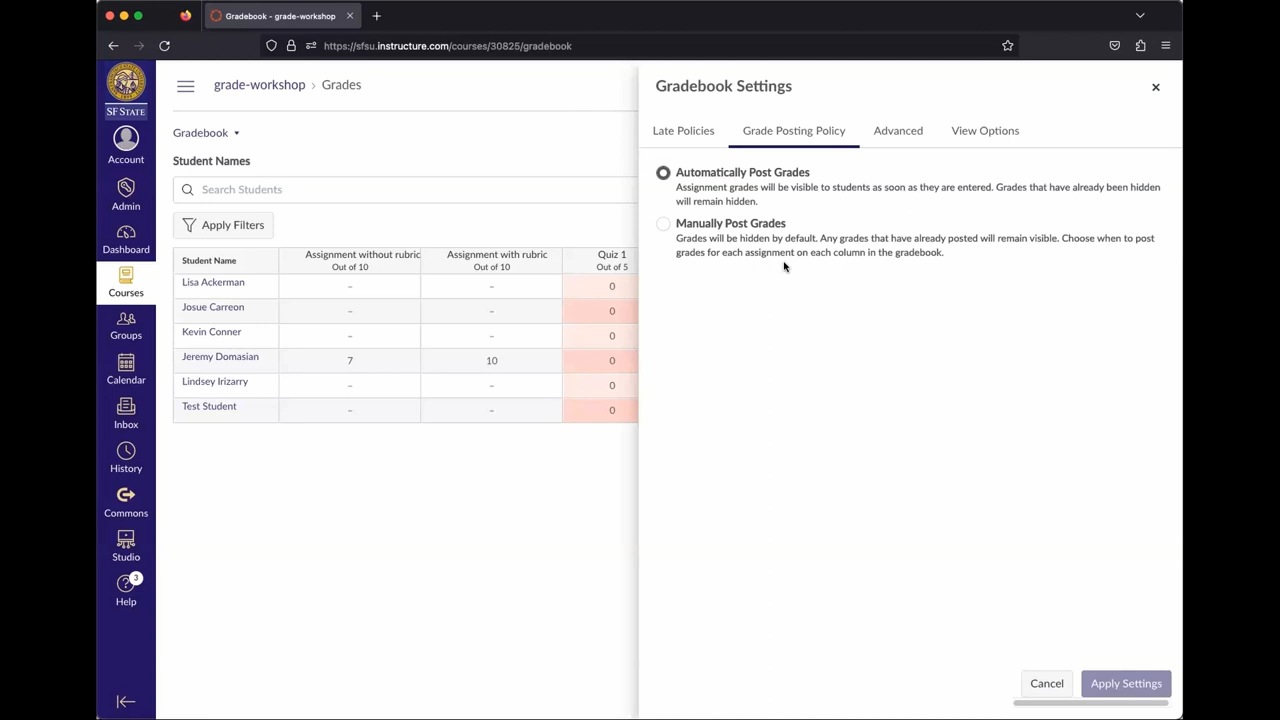 Gradebook - grade-workshop
https://sfsu.instructure.com/courses/30825/gradebook
SF STATE
Account
Admin
Dashboard
Courses
Groups
Calendar
Inbox
History
Commons
Studio
3
Help
grade-workshop › Grades
Gradebook
Student Names
Search Students
Apply Filters
Student Name Assignment without rubric Assignment with rubric Quiz 1
Out of 10 Out of 10 Out of 5
Lisa Ackerman – – 0
Josue Carreon – – 0
Kevin Conner – – 0
Jeremy Domasian 7 10 0
Lindsey Irizarry – – 0
Test Student – – 0
Gradebook Settings
Late Policies Grade Posting Policy Advanced View Options
Automatically Post Grades
Assignment grades will be visible to students as soon as they are entered. Grades that have already been hidden
will remain hidden.
Manually Post Grades
Grades will be hidden by default. Any grades that have already posted will remain visible. Choose when to post
grades for each assignment on each column in the gradebook.
Cancel Apply Settings